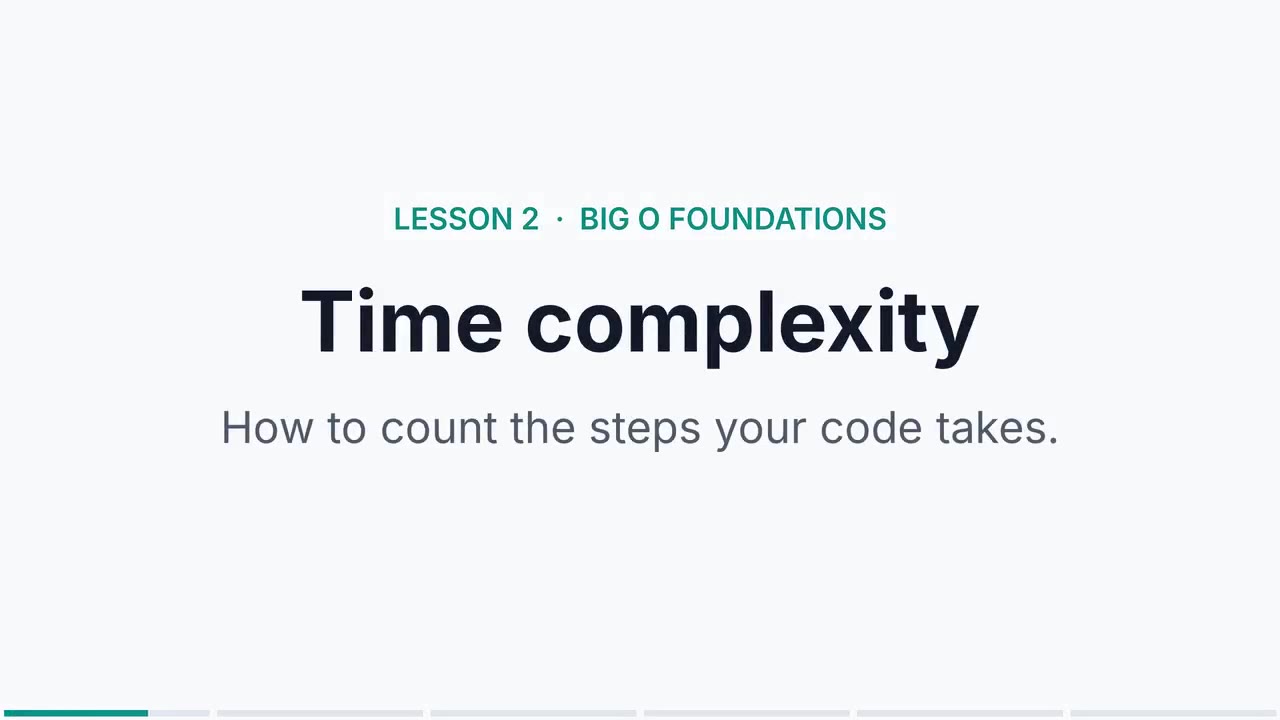 LESSON 2 · BIG O FOUNDATIONS
Time complexity
How to count the steps your code takes.